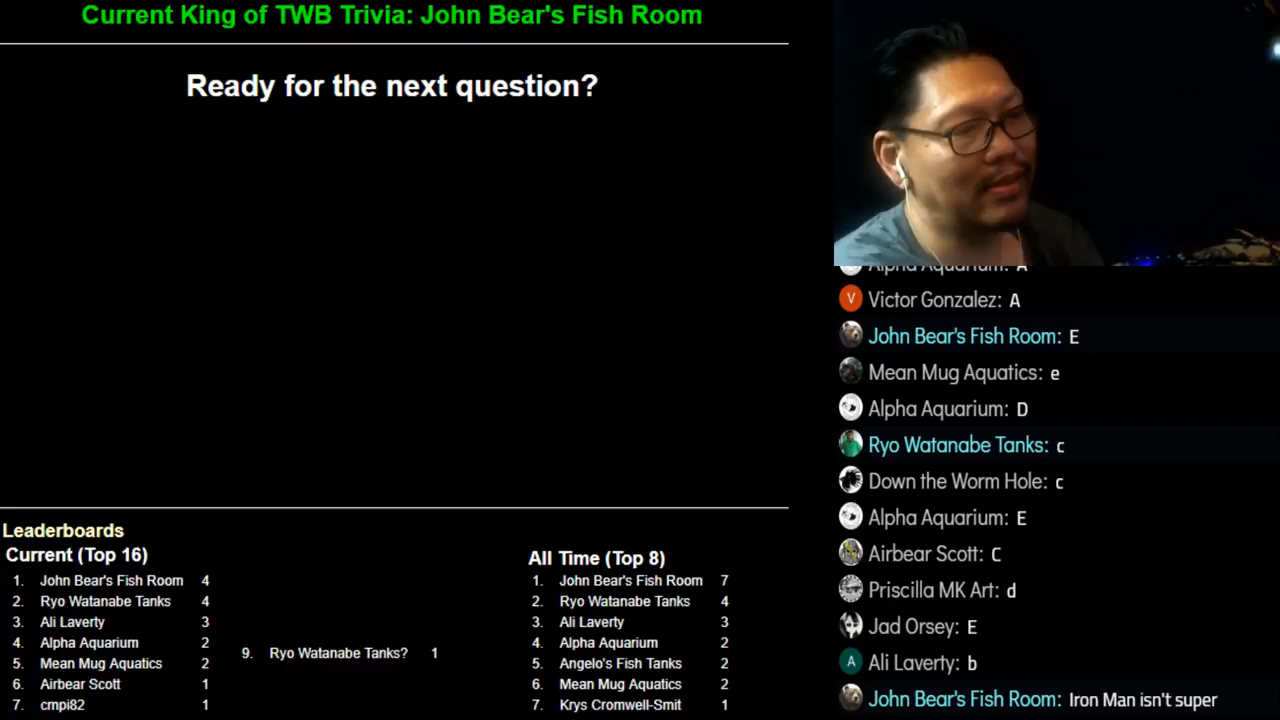 Current King of TWB Trivia: John Bear's Fish Room
Ready for the next question?
Leaderboards
Current (Top 16)
1. John Bear's Fish Room 4
2. Ryo Watanabe Tanks 4
3. Ali Laverty 3
4. Alpha Aquarium 2
5. Mean Mug Aquatics 2
6. Airbear Scott 1
7. cmpi82 1
9. Ryo Watanabe Tanks? 1
All Time (Top 8)
1. John Bear's Fish Room 7
2. Ryo Watanabe Tanks 4
3. Ali Laverty 3
4. Alpha Aquarium 2
5. Angelo's Fish Tanks 2
6. Mean Mug Aquatics 2
7. Krys Cromwell-Smit 1
Alpha Aquarium: A
V Victor Gonzalez: A
John Bear's Fish Room: E
Mean Mug Aquatics: e
Alpha Aquarium: D
Ryo Watanabe Tanks: c
Down the Worm Hole: c
Alpha Aquarium: E
Airbear Scott: C
Priscilla MK Art: d
Jad Orsey: E
A Ali Laverty: b
John Bear's Fish Room: Iron Man isn't super